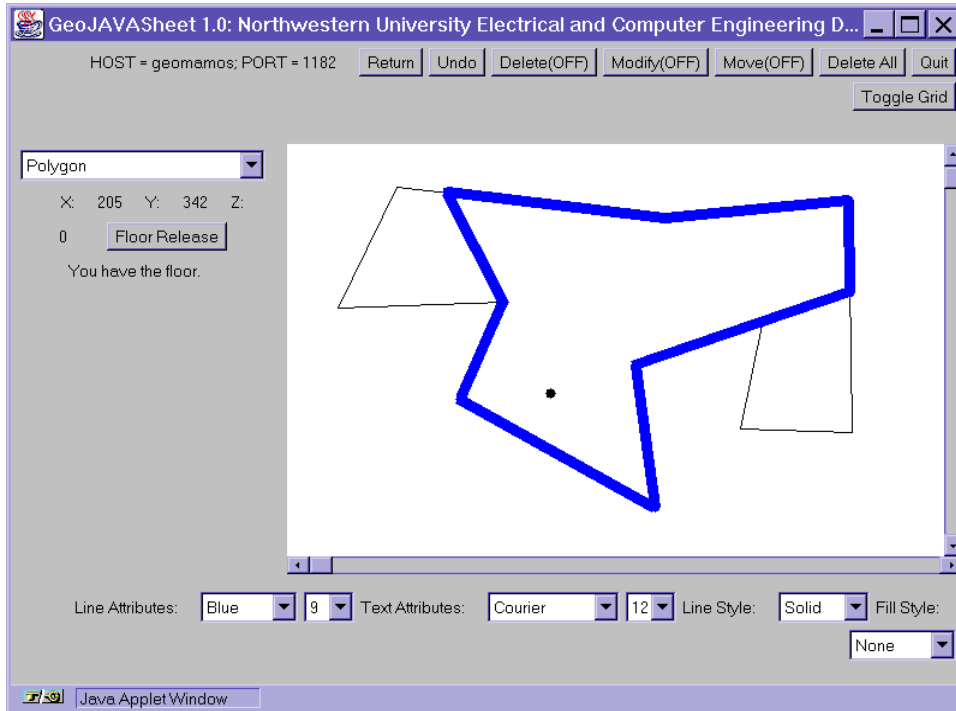 GeoJAVASheet 1.0: Northwestern University Electrical and Computer Engineering D...
HOST = geomamos; PORT = 1182 Return Undo Delete(OFF) Modify(OFF) Move(OFF) Delete All Quit
Toggle Grid
Polygon
X: 205 Y: 342 Z:
0 Floor Release
You have the floor.
Line Attributes: Blue 9 Text Attributes: Courier 12 Line Style: Solid Fill Style:
None
Java Applet Window